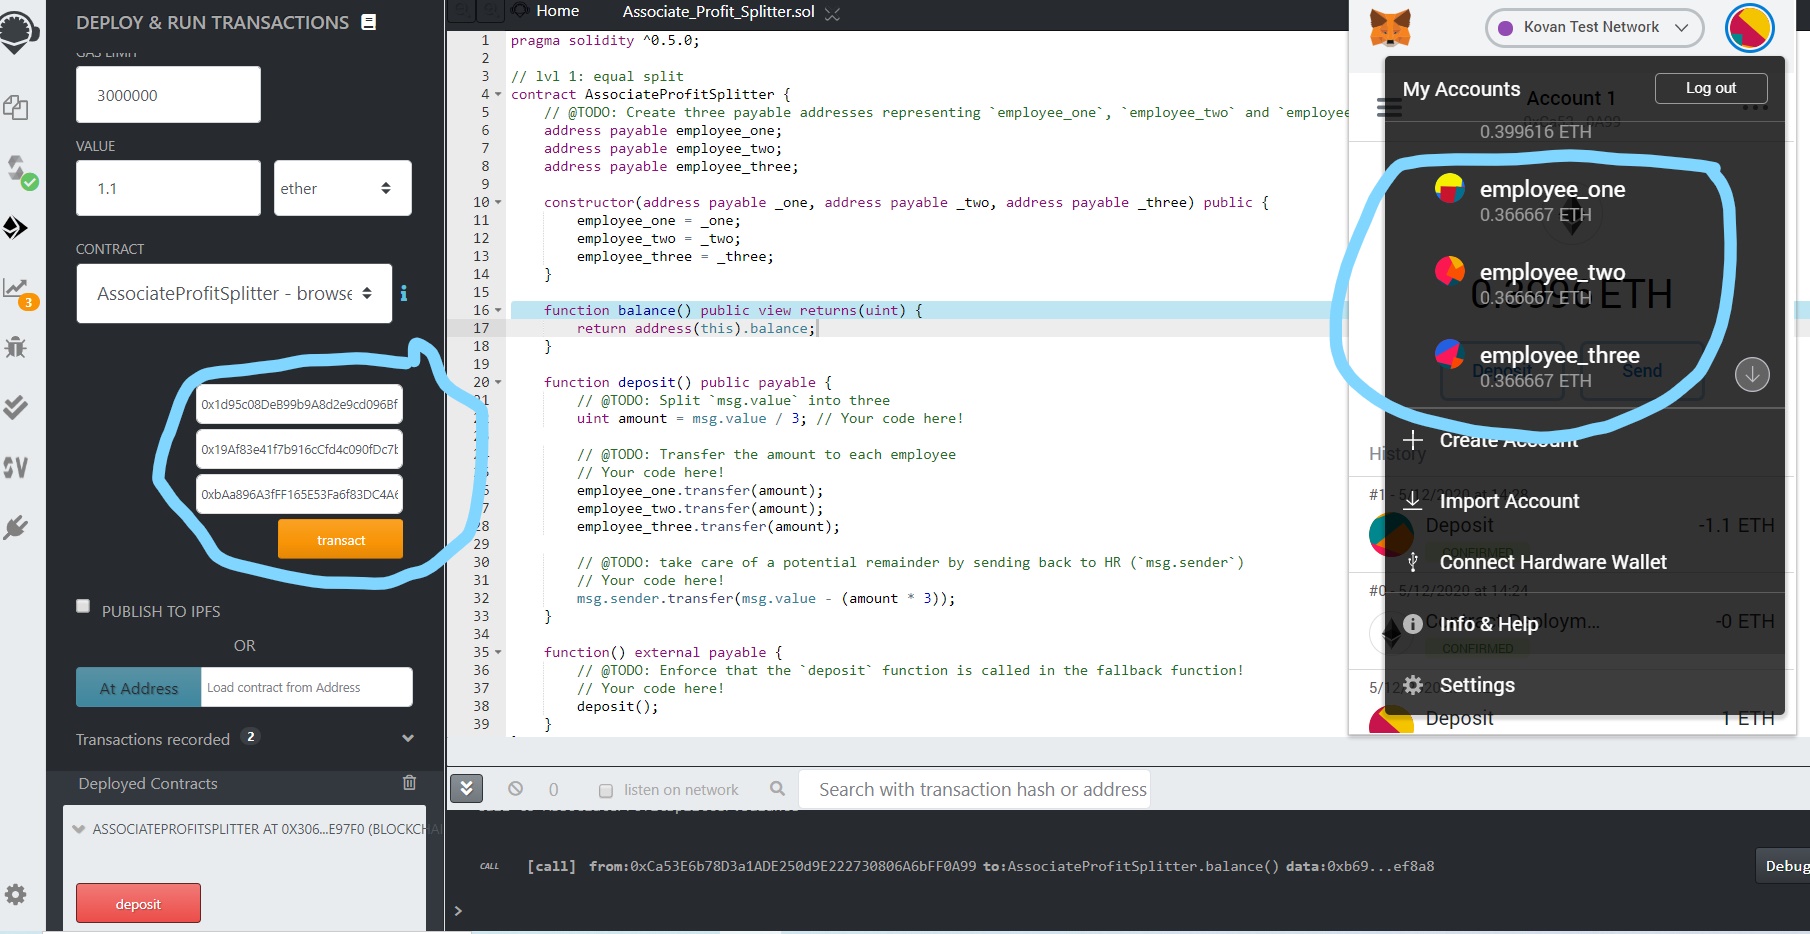 DEPLOY & RUN TRANSACTIONS
GAS LIMIT
3000000
VALUE
1.1
ether
CONTRACT
AssociateProfitSplitter - browse
0x1d95c08DeB99b9A8d2e9cd096Bf
0x19Af83e41f7b916cCfd4c090fDc7b
0xbAa896A3fFF165E53Fa6f83DC4A6
transact
PUBLISH TO IPFS
OR
At Address
Load contract from Address
Transactions recorded 2
Deployed Contracts
ASSOCIATEPROFITSPLITTER AT 0X306...E97F0 (BLOCKCHAI
deposit
3
Home
Associate_Profit_Splitter.sol
1 pragma solidity ^0.5.0;
2
3 // lvl 1: equal split
4 contract AssociateProfitSplitter {
5 // @TODO: Create three payable addresses representing `employee_one`, `employee_two` and `employee
6 address payable employee_one;
7 address payable employee_two;
8 address payable employee_three;
9
10 constructor(address payable _one, address payable _two, address payable _three) public {
11 employee_one = _one;
12 employee_two = _two;
13 employee_three = _three;
14 }
15
16 function balance() public view returns(uint) {
17 return address(this).balance;
18 }
19
20 function deposit() public payable {
21 // @TODO: Split `msg.value` into three
uint amount = msg.value / 3; // Your code here!
// @TODO: Transfer the amount to each employee
// Your code here!
employee_one.transfer(amount);
employee_two.transfer(amount);
28 employee_three.transfer(amount);
29
30 // @TODO: take care of a potential remainder by sending back to HR (`msg.sender`)
31 // Your code here!
32 msg.sender.transfer(msg.value - (amount * 3));
33 }
34
35 function() external payable {
36 // @TODO: Enforce that the `deposit` function is called in the fallback function!
37 // Your code here!
38 deposit();
39 }
0
listen on network
Search with transaction hash or address
CALL
[call] from:0xCa53E6b78D3a1ADE250d9E222730806A6bFF0A99 to:AssociateProfitSplitter.balance() data:0xb69...ef8a8
Debug
>
Kovan Test Network
My Accounts
Log out
Account 1
0.399616 ETH
employee_one
0.366667 ETH
employee_two
0.366667 ETH
0.3996 ETH
employee_three
0.366667 ETH
Deposit
Send
Create Account
History
#1 - 5/12/2020 at 14:28
Import Account
Deposit
-1.1 ETH
CONFIRMED
Connect Hardware Wallet
#0 - 5/12/2020 at 14:24
Info & Help
-0 ETH
CONFIRMED
Settings
Deposit
1 ETH